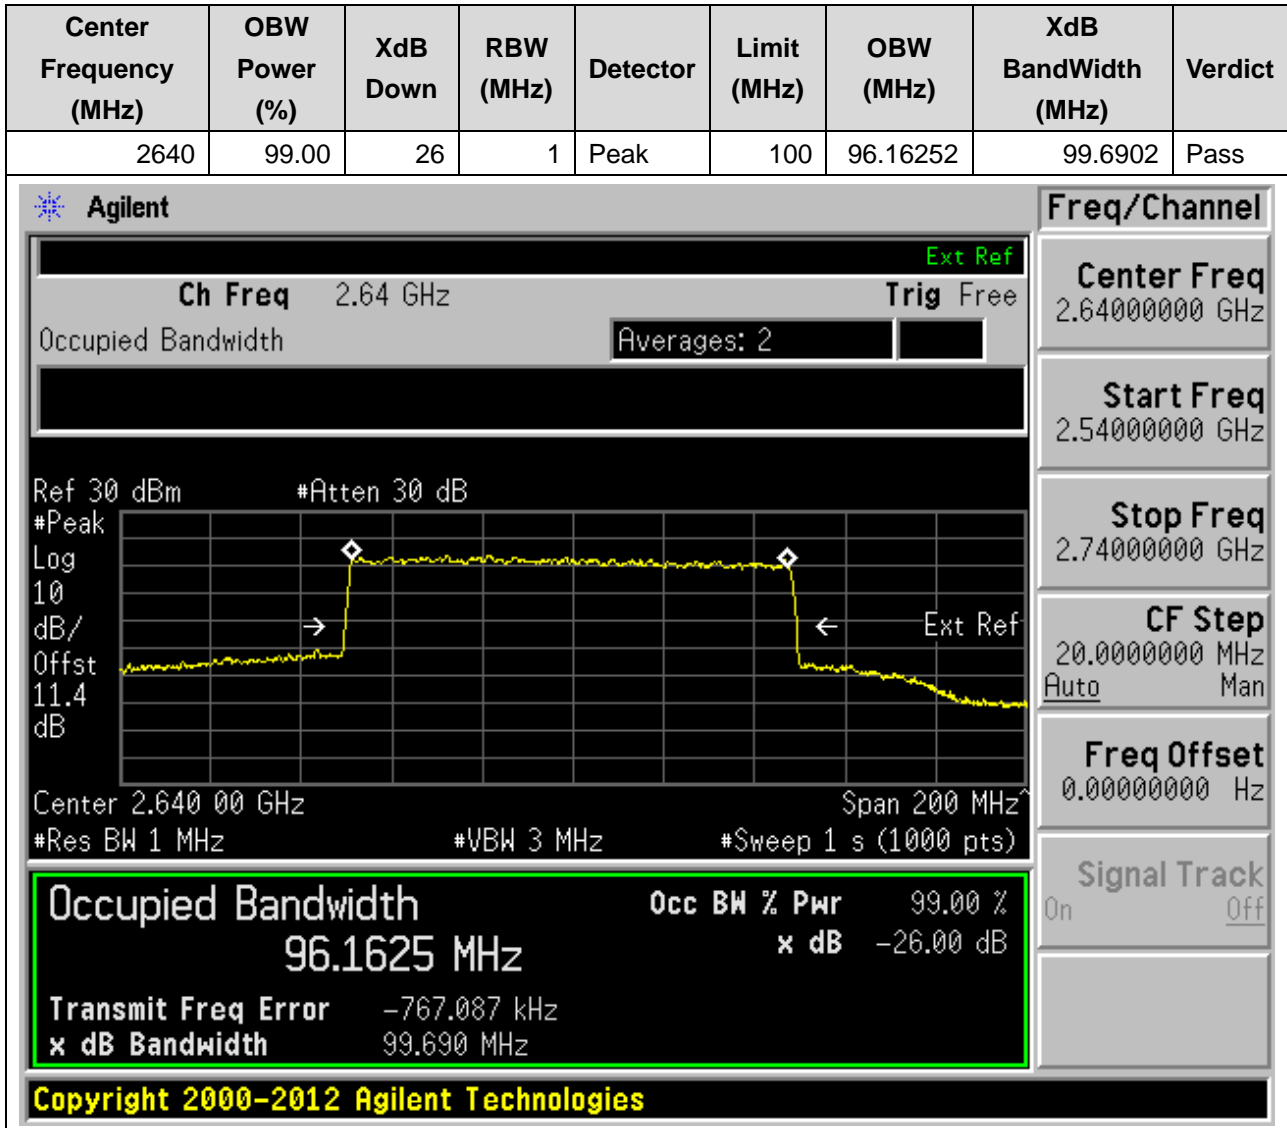 Center Frequency (MHz) OBW Power (%) XdB Down RBW (MHz) Detector Limit (MHz) OBW (MHz) XdB BandWidth (MHz) Verdict
2640 99.00 26 1 Peak 100 96.16252 99.6902 Pass
Agilent
Freq/Channel
Ext Ref
Ch Freq 2.64 GHz Trig Free
Occupied Bandwidth Averages: 2
Ref 30 dBm #Atten 30 dB
#Peak
Log
10
dB/
Offst
11.4
dB
Ext Ref
Center 2.640 00 GHz Span 200 MHz^
#Res BW 1 MHz #VBW 3 MHz #Sweep 1 s (1000 pts)
Occupied Bandwidth Occ BW % Pwr 99.00 %
96.1625 MHz x dB -26.00 dB
Transmit Freq Error -767.087 kHz
x dB Bandwidth 99.690 MHz
Center Freq
2.64000000 GHz
Start Freq
2.54000000 GHz
Stop Freq
2.74000000 GHz
CF Step
20.0000000 MHz
Auto Man
Freq Offset
0.00000000 Hz
Signal Track
On Off
Copyright 2000-2012 Agilent Technologies